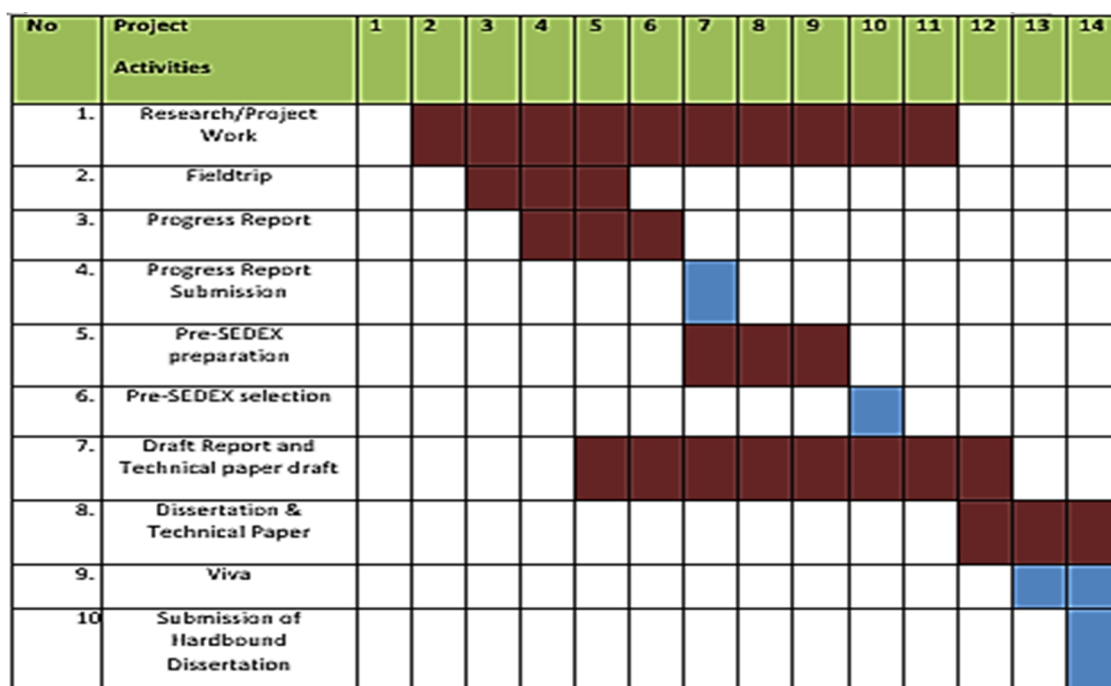 No Project 1 2 3 4 5 6 7 8 9 10 11 12 13 14
Activities
1. Research/Project
Work
2. Fieldtrip
3. Progress Report
4. Progress Report
Submission
5. Pre-SEDEX
preparation
6. Pre-SEDEX selection
7. Draft Report and
Technical paper draft
8. Dissertation &
Technical Paper
9. Viva
10 Submission of
Hardbound
Dissertation